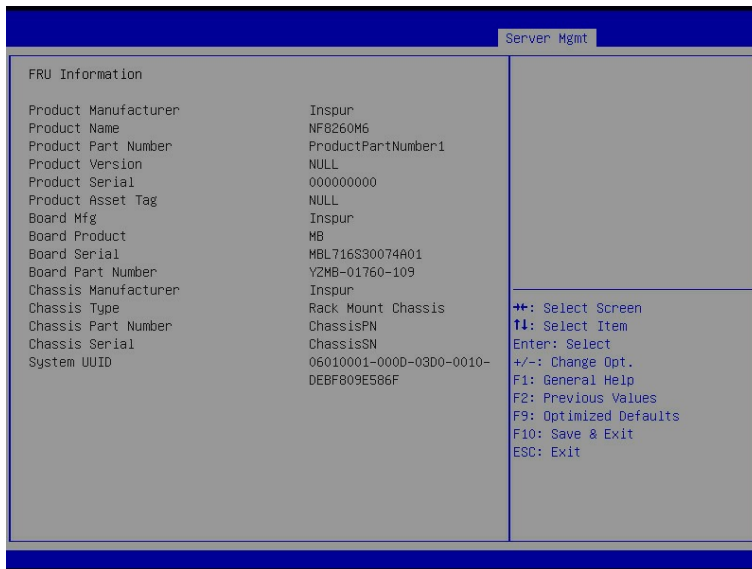 Server Mgmt
FRU Information
Product Manufacturer Inspur
Product Name NF8260M6
Product Part Number ProductPartNumber1
Product Version NULL
Product Serial 000000000
Product Asset Tag NULL
Board Mfg Inspur
Board Product MB
Board Serial MBL716S30074A01
Board Part Number YZMB-01760-109
Chassis Manufacturer Inspur
Chassis Type Rack Mount Chassis
Chassis Part Number ChassisPN
Chassis Serial ChassisSN
System UUID 06010001-000D-03D0-0010-
DEBF809E586F
→←: Select Screen
↑↓: Select Item
Enter: Select
+/-: Change Opt.
F1: General Help
F2: Previous Values
F9: Optimized Defaults
F10: Save & Exit
ESC: Exit